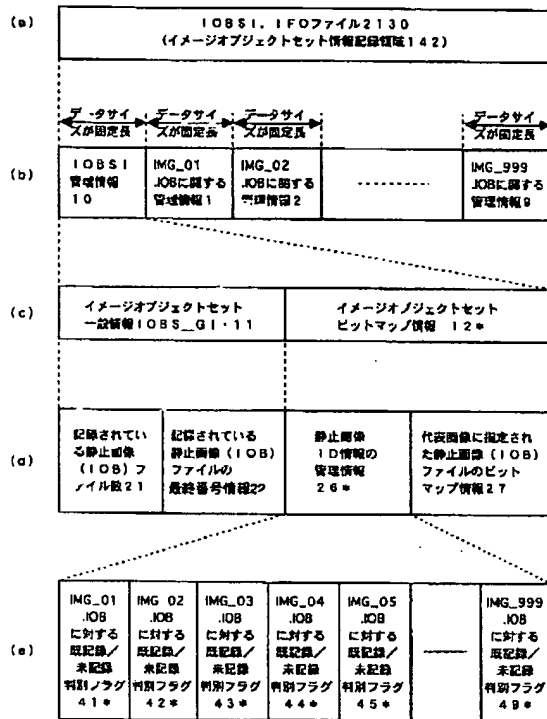 (a)
IOBSI.IFOファイル2130
(イメージオブジェクトセット情報記録領域142)
データサイズが固定長
データサイズが固定長
データサイズが固定長
データサイズが固定長
(b)
IOBSI
管理情報
10
IMG_01
.IOBに関する
管理情報1
IMG_02
.IOBに関する
管理情報2
IMG_999
.IOBに関する
管理情報9
(c)
イメージオブジェクトセット
一般情報IOBS_GI・11
イメージオブジェクトセット
ビットマップ情報 12*
(d)
記録されてい
る静止画像
(IOB)フ
ァイル数21
記録されている
静止画像(IOB)
ファイルの
最終番号情報22
静止画像
ID情報の
管理情報
26*
代表画像に指定され
た静止画像(IOB)
ファイルのビット
マップ情報27
(e)
IMG_01
.IOB
に対する
既記録/
未記録
判別フラグ
41*
IMG_02
.IOB
に対する
既記録/
未記録
判別フラグ
42*
IMG_03
.IOB
に対する
既記録/
未記録
判別フラグ
43*
IMG_04
.IOB
に対する
既記録/
未記録
判別フラグ
44*
IMG_05
.IOB
に対する
既記録/
未記録
判別フラグ
45*
IMG_999
.IOB
に対する
既記録/
未記録
判別フラグ
49*